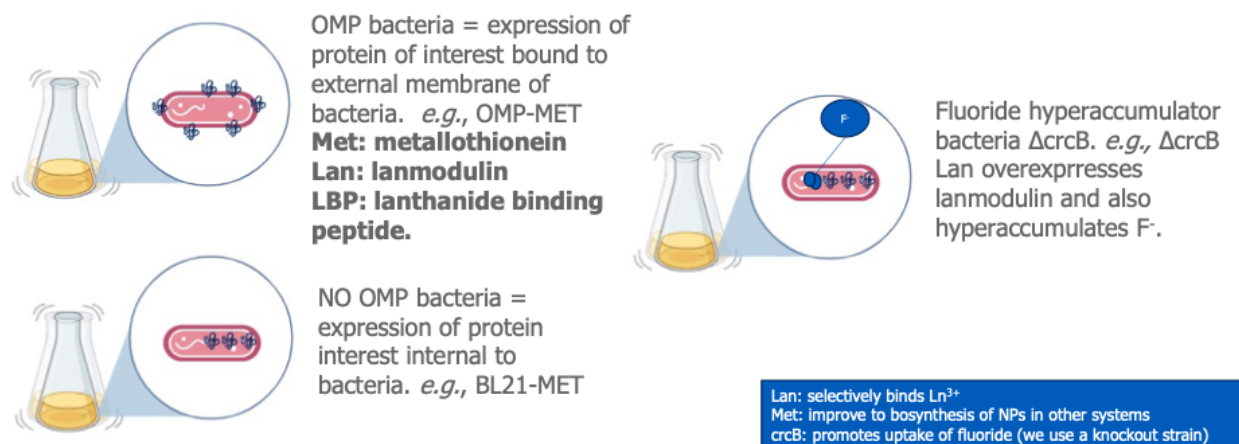 OMP bacteria = expression of
protein of interest bound to
external membrane of
bacteria. e.g., OMP-MET
Met: metallothionein
Lan: lanmodulin
LBP: lanthanide binding
peptide.
NO OMP bacteria =
expression of protein
interest internal to
bacteria. e.g., BL21-MET
F-
Fluoride hyperaccumulator
bacteria ΔcrcB. e.g., ΔcrcB
Lan overexprresses
lanmodulin and also
hyperaccumulates F-.
Lan: selectively binds Ln³⁺
Met: improve to bosynthesis of NPs in other systems
crcB: promotes uptake of fluoride (we use a knockout strain)